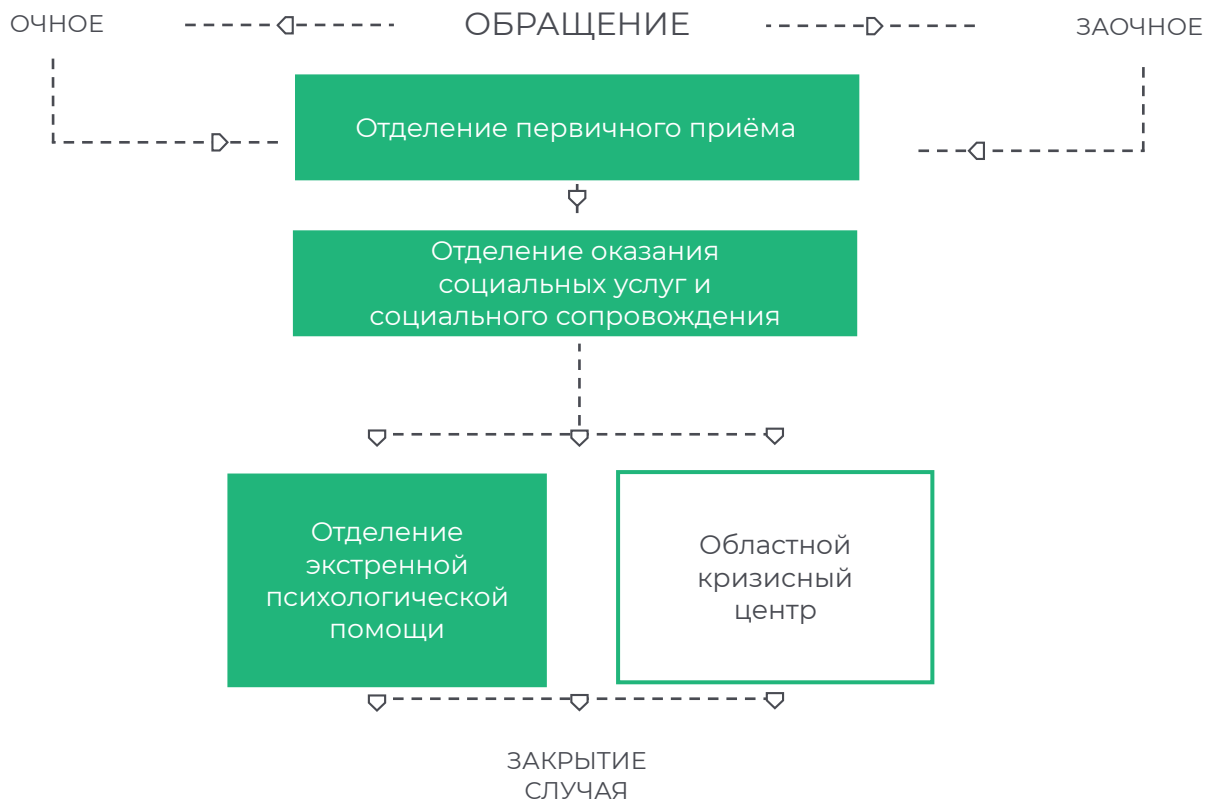 ОЧНОЕ
ОБРАЩЕНИЕ
ЗАОЧНОЕ
Отделение первичного приёма
Отделение оказания
социальных услуг и
социального сопровождения
Отделение
экстренной
психологической
помощи
Областной
кризисный
центр
ЗАКРЫТИЕ
СЛУЧАЯ